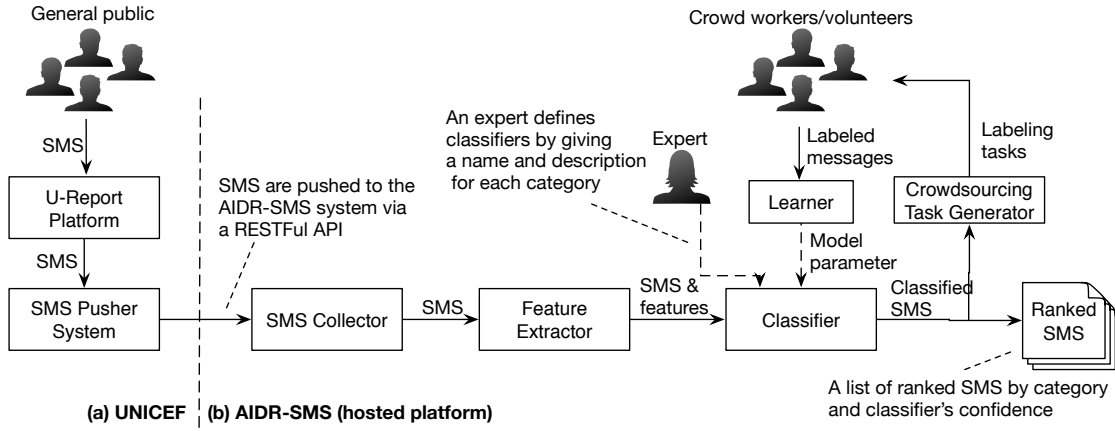 General public
SMS
U-Report
Platform
SMS
SMS Pusher
System
SMS are pushed to the
AIDR-SMS system via
a RESTFul API
SMS Collector
SMS
Feature
Extractor
SMS &
features
An expert defines
classifiers by giving
a name and description
for each category
Expert
Crowd workers/volunteers
Labeled
messages
Learner
Model
parameter
Classifier
Classified
SMS
Labeling
tasks
Crowdsourcing
Task Generator
Ranked
SMS
A list of ranked SMS by category
and classifier's confidence
(a) UNICEF
(b) AIDR-SMS (hosted platform)